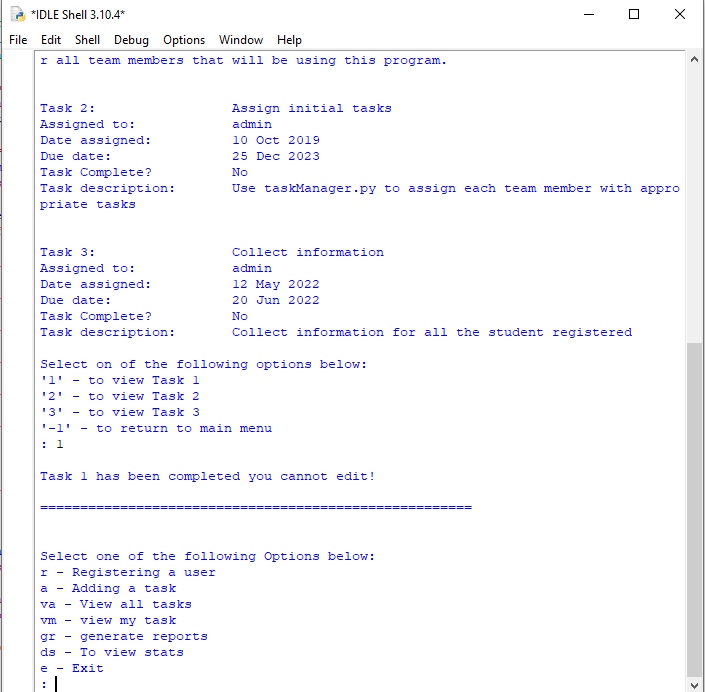 *IDLE Shell 3.10.4*
File Edit Shell Debug Options Window Help
r all team members that will be using this program.
Task 2: Assign initial tasks
Assigned to: admin
Date assigned: 10 Oct 2019
Due date: 25 Dec 2023
Task Complete? No
Task description: Use taskManager.py to assign each team member with appro
priate tasks
Task 3: Collect information
Assigned to: admin
Date assigned: 12 May 2022
Due date: 20 Jun 2022
Task Complete? No
Task description: Collect information for all the student registered
Select on of the following options below:
'1' - to view Task 1
'2' - to view Task 2
'3' - to view Task 3
'-1' - to return to main menu
: 1
Task 1 has been completed you cannot edit!
======================================================
Select one of the following Options below:
r - Registering a user
a - Adding a task
va - View all tasks
vm - view my task
gr - generate reports
ds - To view stats
e - Exit
: